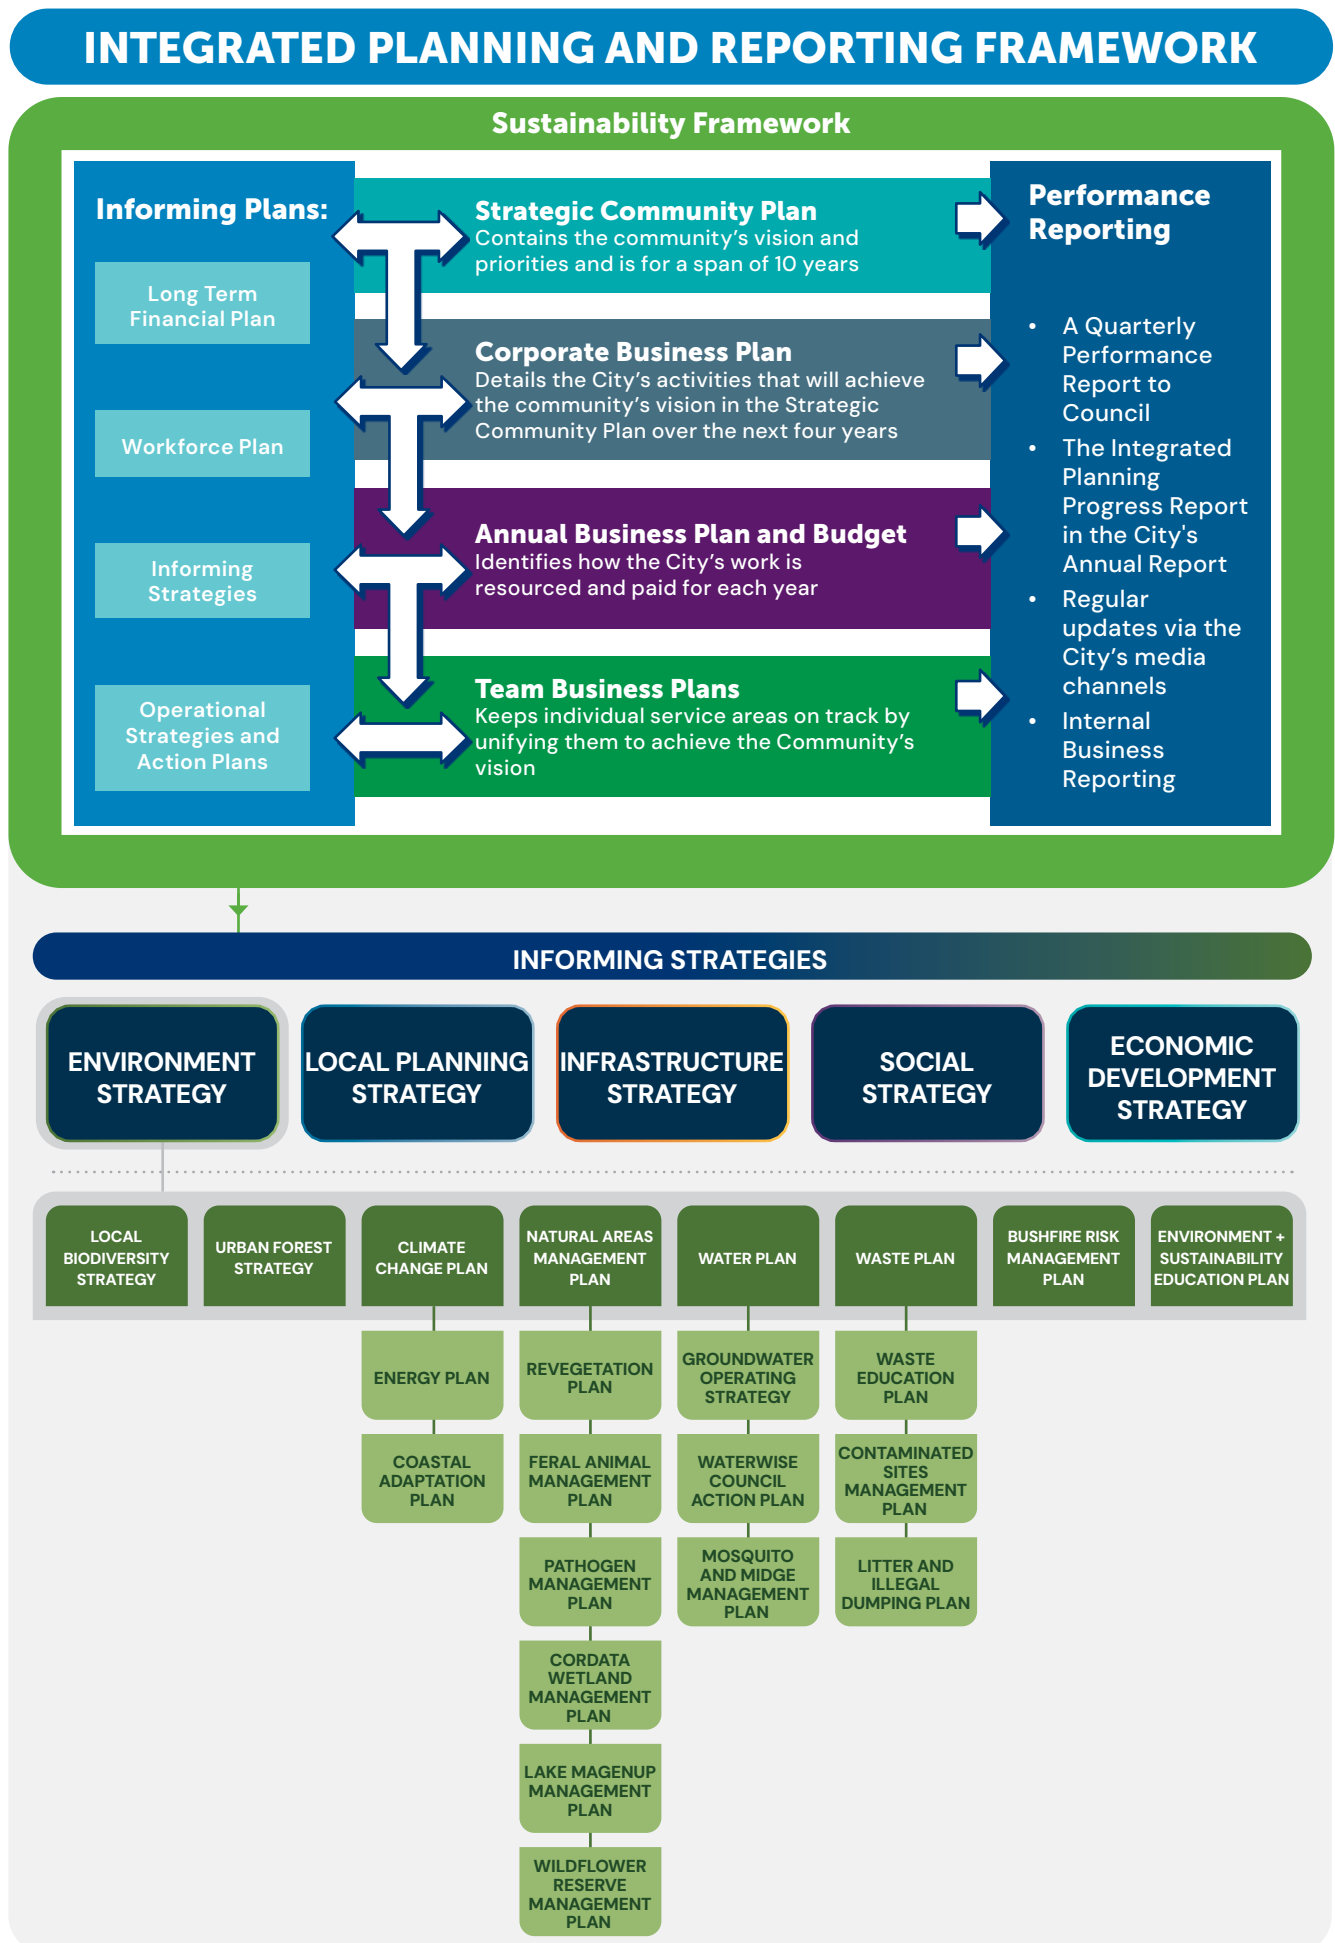 INTEGRATED PLANNING AND REPORTING FRAMEWORK
Sustainability Framework
Informing Plans:
Long Term
Financial Plan
Workforce Plan
Informing
Strategies
Operational
Strategies and
Action Plans
Strategic Community Plan
Contains the community’s vision and
priorities and is for a span of 10 years
Corporate Business Plan
Details the City’s activities that will achieve
the community’s vision in the Strategic
Community Plan over the next four years
Annual Business Plan and Budget
Identifies how the City’s work is
resourced and paid for each year
Team Business Plans
Keeps individual service areas on track by
unifying them to achieve the Community’s
vision
Performance
Reporting
• A Quarterly
Performance
Report to
Council
• The Integrated
Planning
Progress Report
in the City's
Annual Report
• Regular
updates via the
City’s media
channels
• Internal
Business
Reporting
INFORMING STRATEGIES
ENVIRONMENT
STRATEGY
LOCAL PLANNING
STRATEGY
INFRASTRUCTURE
STRATEGY
SOCIAL
STRATEGY
ECONOMIC
DEVELOPMENT
STRATEGY
LOCAL
BIODIVERSITY
STRATEGY
URBAN FOREST
STRATEGY
CLIMATE
CHANGE PLAN
NATURAL AREAS
MANAGEMENT
PLAN
WATER PLAN
WASTE PLAN
BUSHFIRE RISK
MANAGEMENT
PLAN
ENVIRONMENT +
SUSTAINABILITY
EDUCATION PLAN
ENERGY PLAN
COASTAL
ADAPTATION
PLAN
REVEGETATION
PLAN
FERAL ANIMAL
MANAGEMENT
PLAN
PATHOGEN
MANAGEMENT
PLAN
CORDATA
WETLAND
MANAGEMENT
PLAN
LAKE MAGENUP
MANAGEMENT
PLAN
WILDFLOWER
RESERVE
MANAGEMENT
PLAN
GROUNDWATER
OPERATING
STRATEGY
WATERWISE
COUNCIL
ACTION PLAN
MOSQUITO
AND MIDGE
MANAGEMENT
PLAN
WASTE
EDUCATION
PLAN
CONTAMINATED
SITES
MANAGEMENT
PLAN
LITTER AND
ILLEGAL
DUMPING PLAN